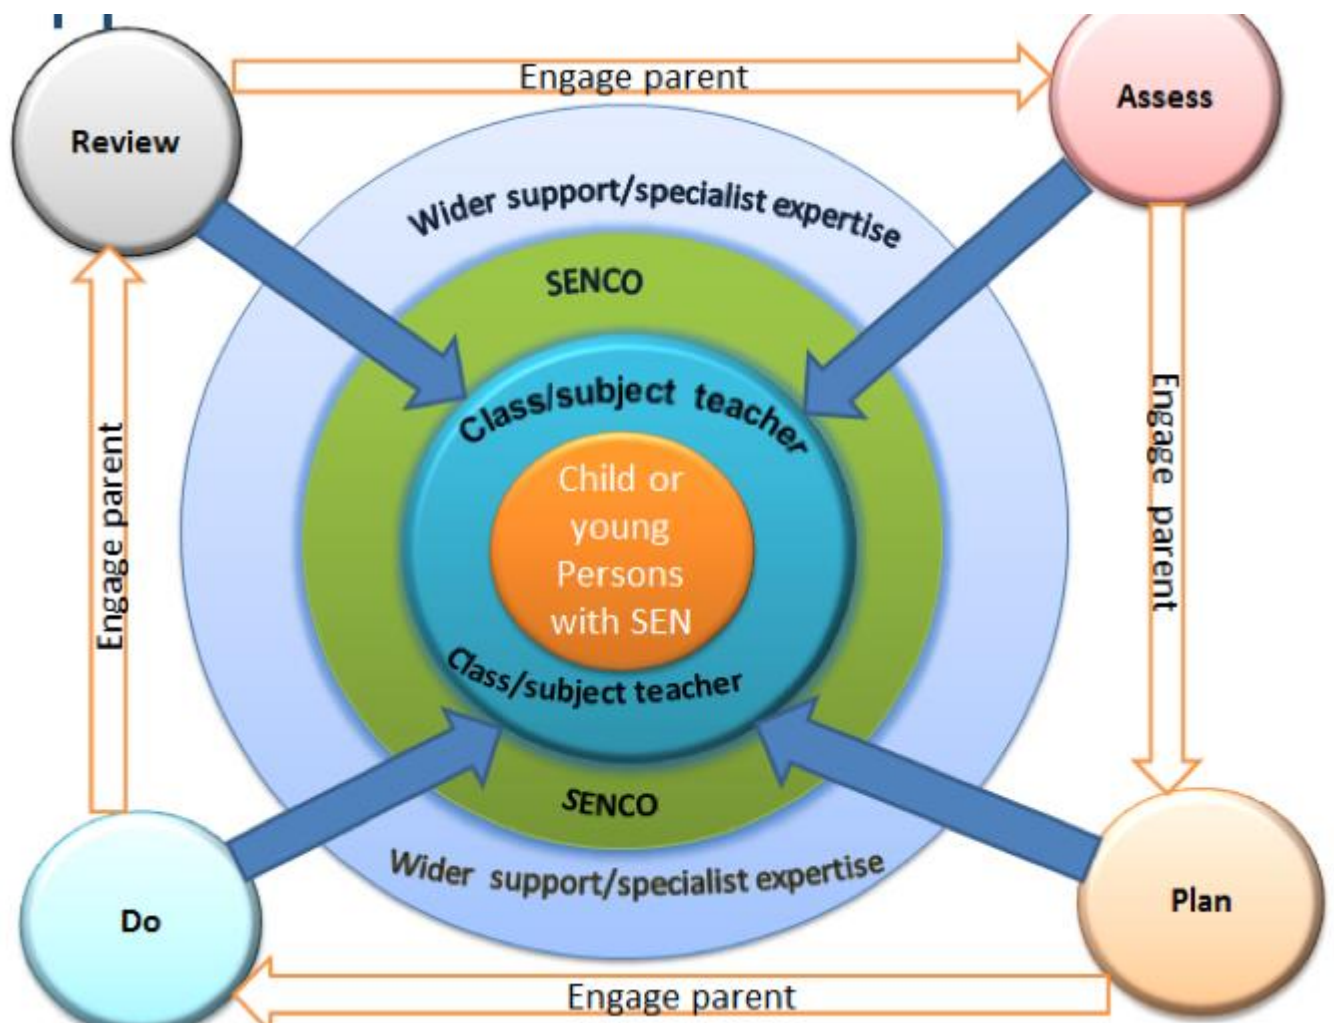 Engage parent
Review
Assess
Wider support/specialist expertise
SENCO
Class/subject teacher
Child or
young
Persons
with SEN
Engage parent
Engage parent
Class/subject teacher
SENCO
Wider support/specialist expertise
Do
Plan
Engage parent